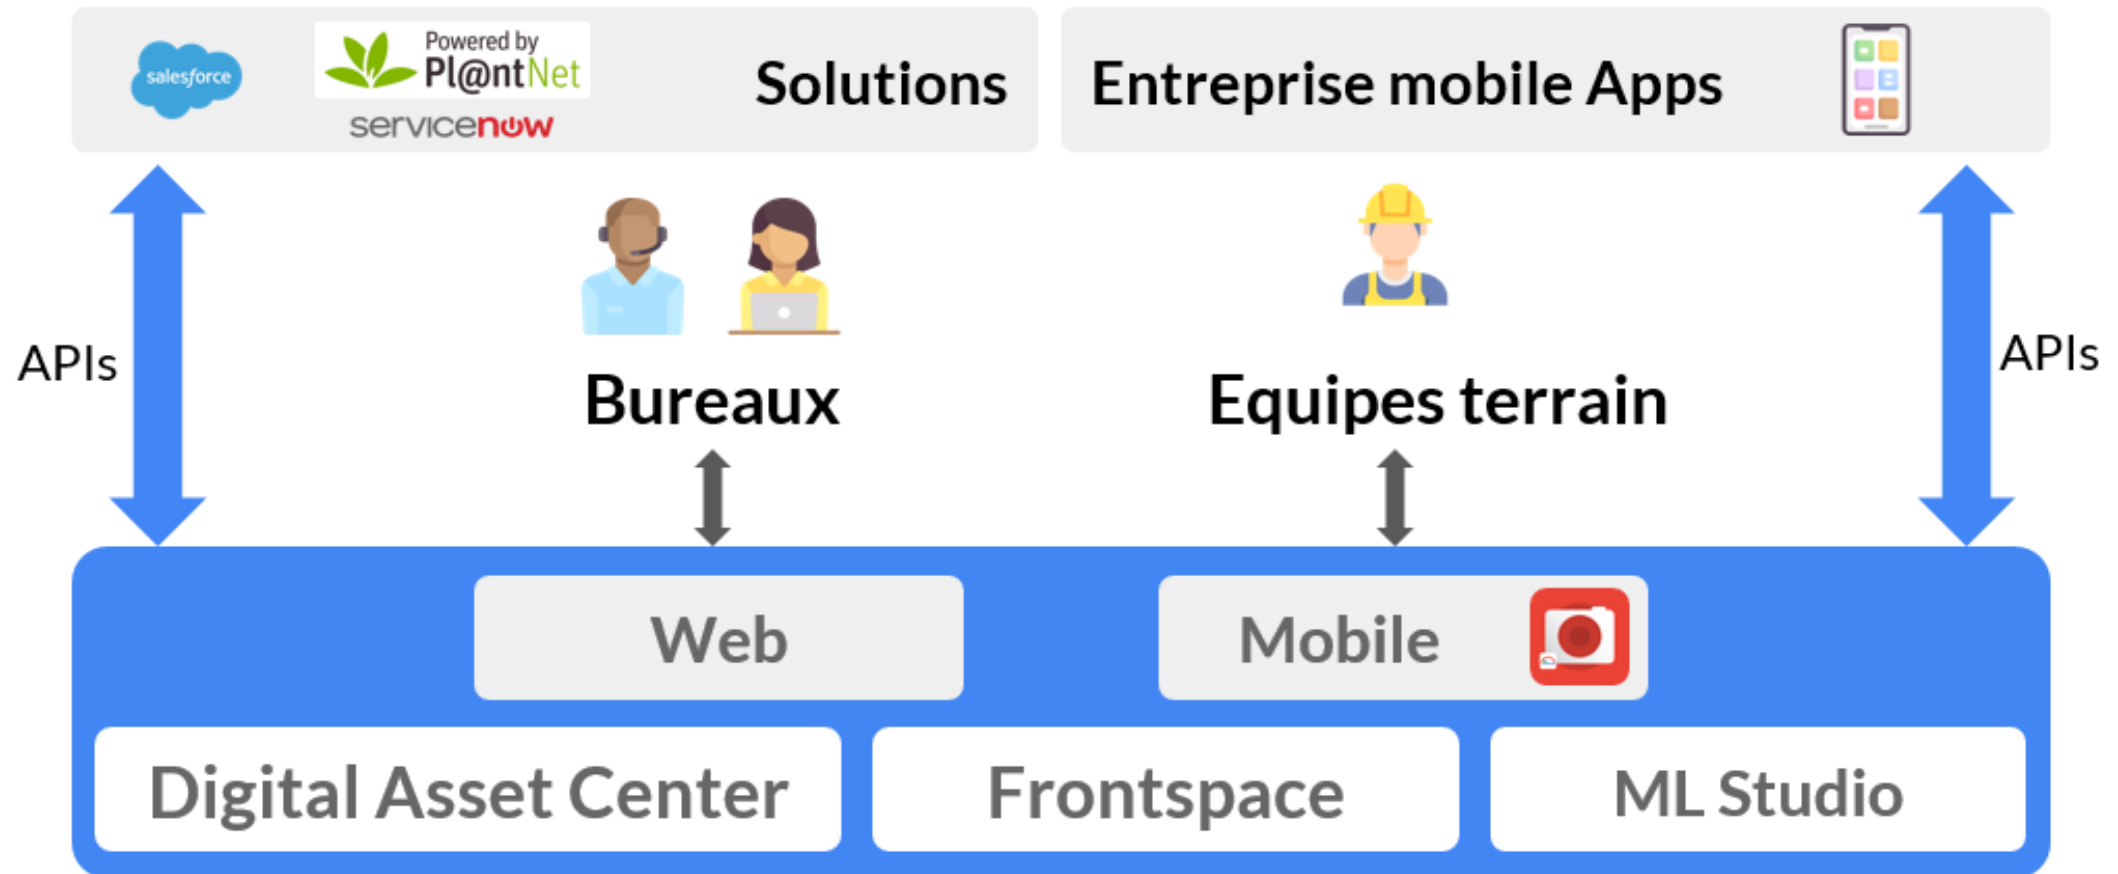 salesforce
Powered by
Pl@ntNet
servicenow
Solutions
Entreprise mobile Apps
APIs
Bureaux
Equipes terrain
APIs
Web
Mobile
Digital Asset Center
Frontspace
ML Studio